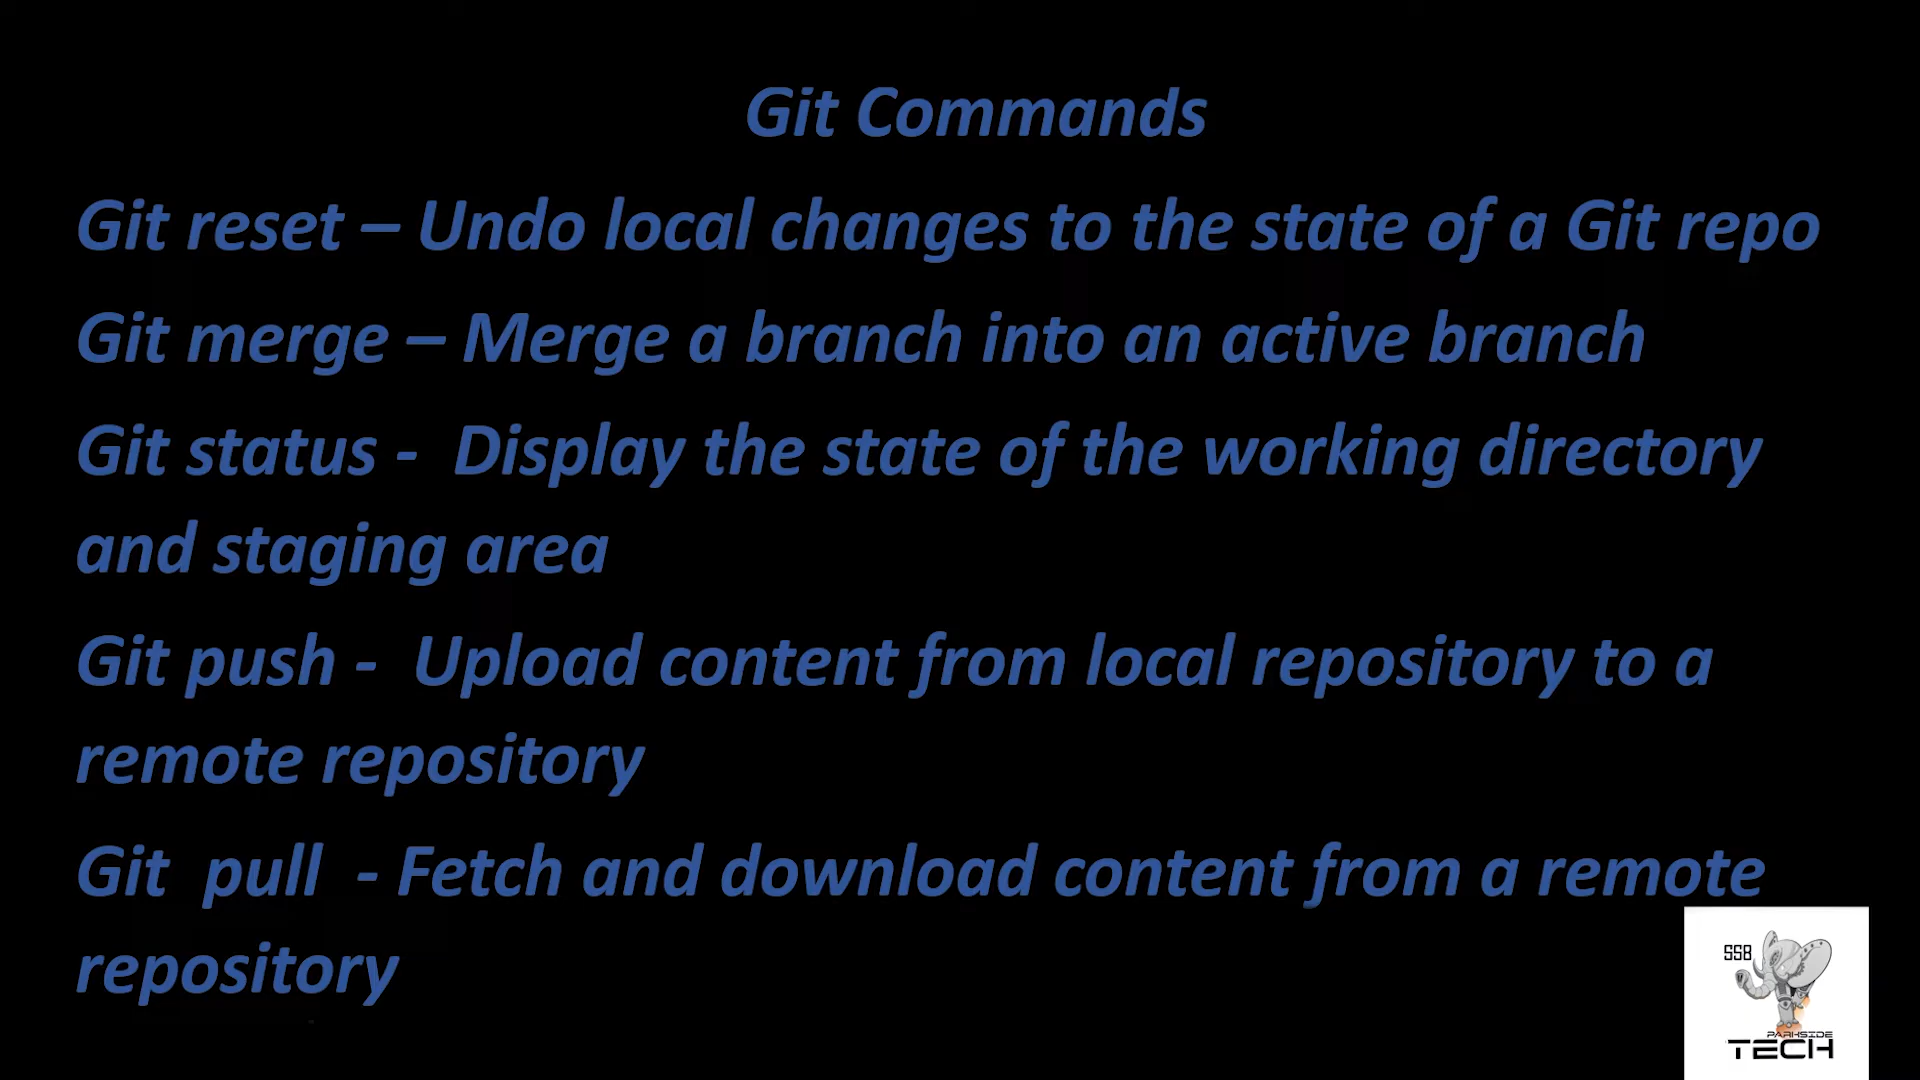 Git Commands
Git reset – Undo local changes to the state of a Git repo
Git merge – Merge a branch into an active branch
Git status -  Display the state of the working directory
and staging area
Git push -  Upload content from local repository to a
remote repository
Git  pull  - Fetch and download content from a remote
repository
SSB
PARKSIDE
TECH